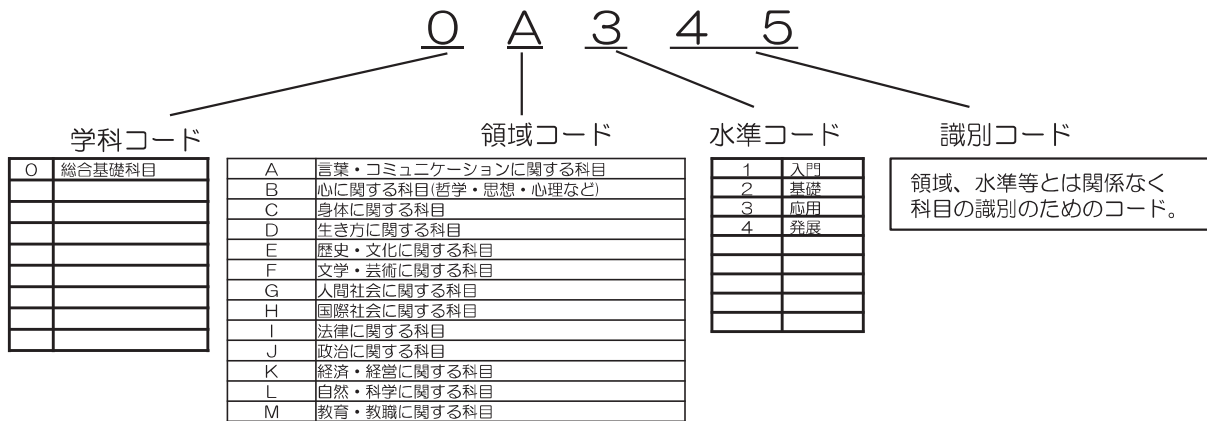 0 A 3 4 5
学科コード
0 総合基礎科目
領域コード
A 言葉・コミュニケーションに関する科目
B 心に関する科目(哲学・思想・心理など)
C 身体に関する科目
D 生き方に関する科目
E 歴史・文化に関する科目
F 文学・芸術に関する科目
G 人間社会に関する科目
H 国際社会に関する科目
I 法律に関する科目
J 政治に関する科目
K 経済・経営に関する科目
L 自然・科学に関する科目
M 教育・教職に関する科目
水準コード
1 入門
2 基礎
3 応用
4 発展
識別コード
領域、水準等とは関係なく
科目の識別のためのコード。